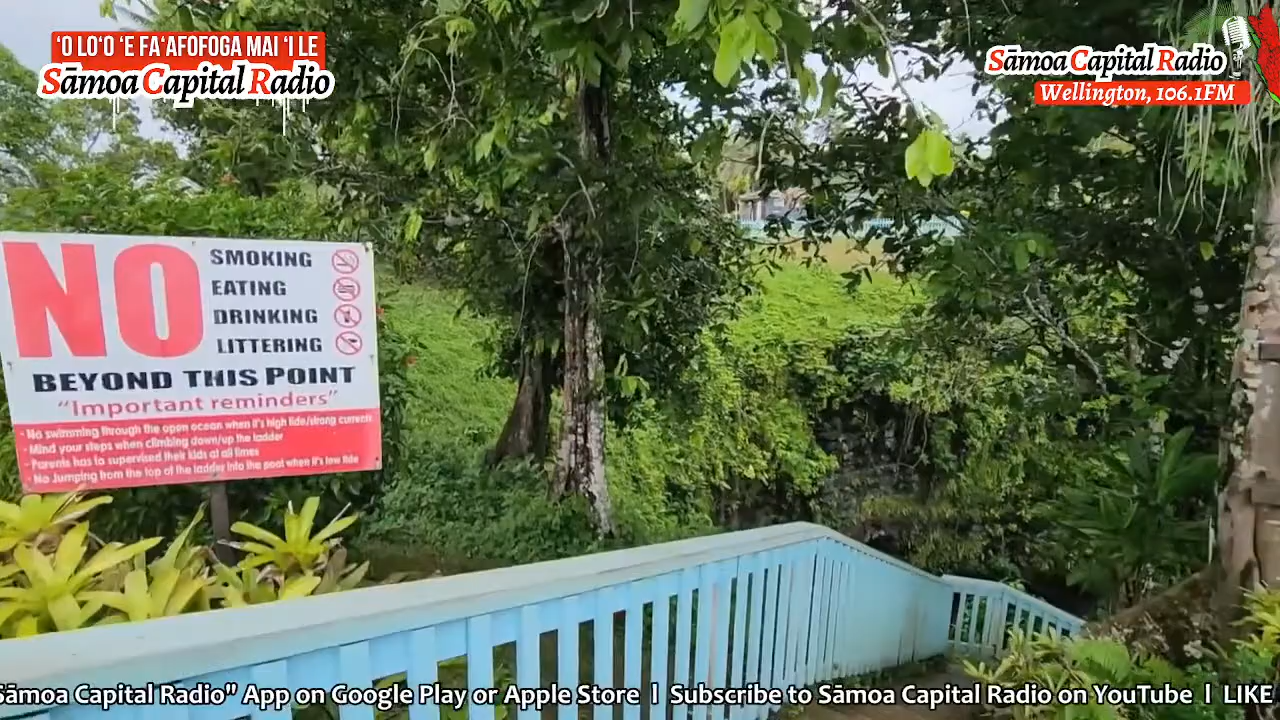 ‘O LO‘O ‘E FA‘AFOFOGA MAI ‘I LE
Sāmoa Capital Radio
Sāmoa Capital Radio
Wellington, 106.1FM
NO
SMOKING
EATING
DRINKING
LITTERING
BEYOND THIS POINT
"Important reminders"
- No swimming through the open ocean when it's high tide/strong current
- Mind your steps when climbing down/up the ladder
- Parents has to supervised their kids at all times
- No Jumping from the top of the ladder into the pool when it's low tide
Sāmoa Capital Radio" App on Google Play or Apple Store l Subscribe to Sāmoa Capital Radio on YouTube l LIKE